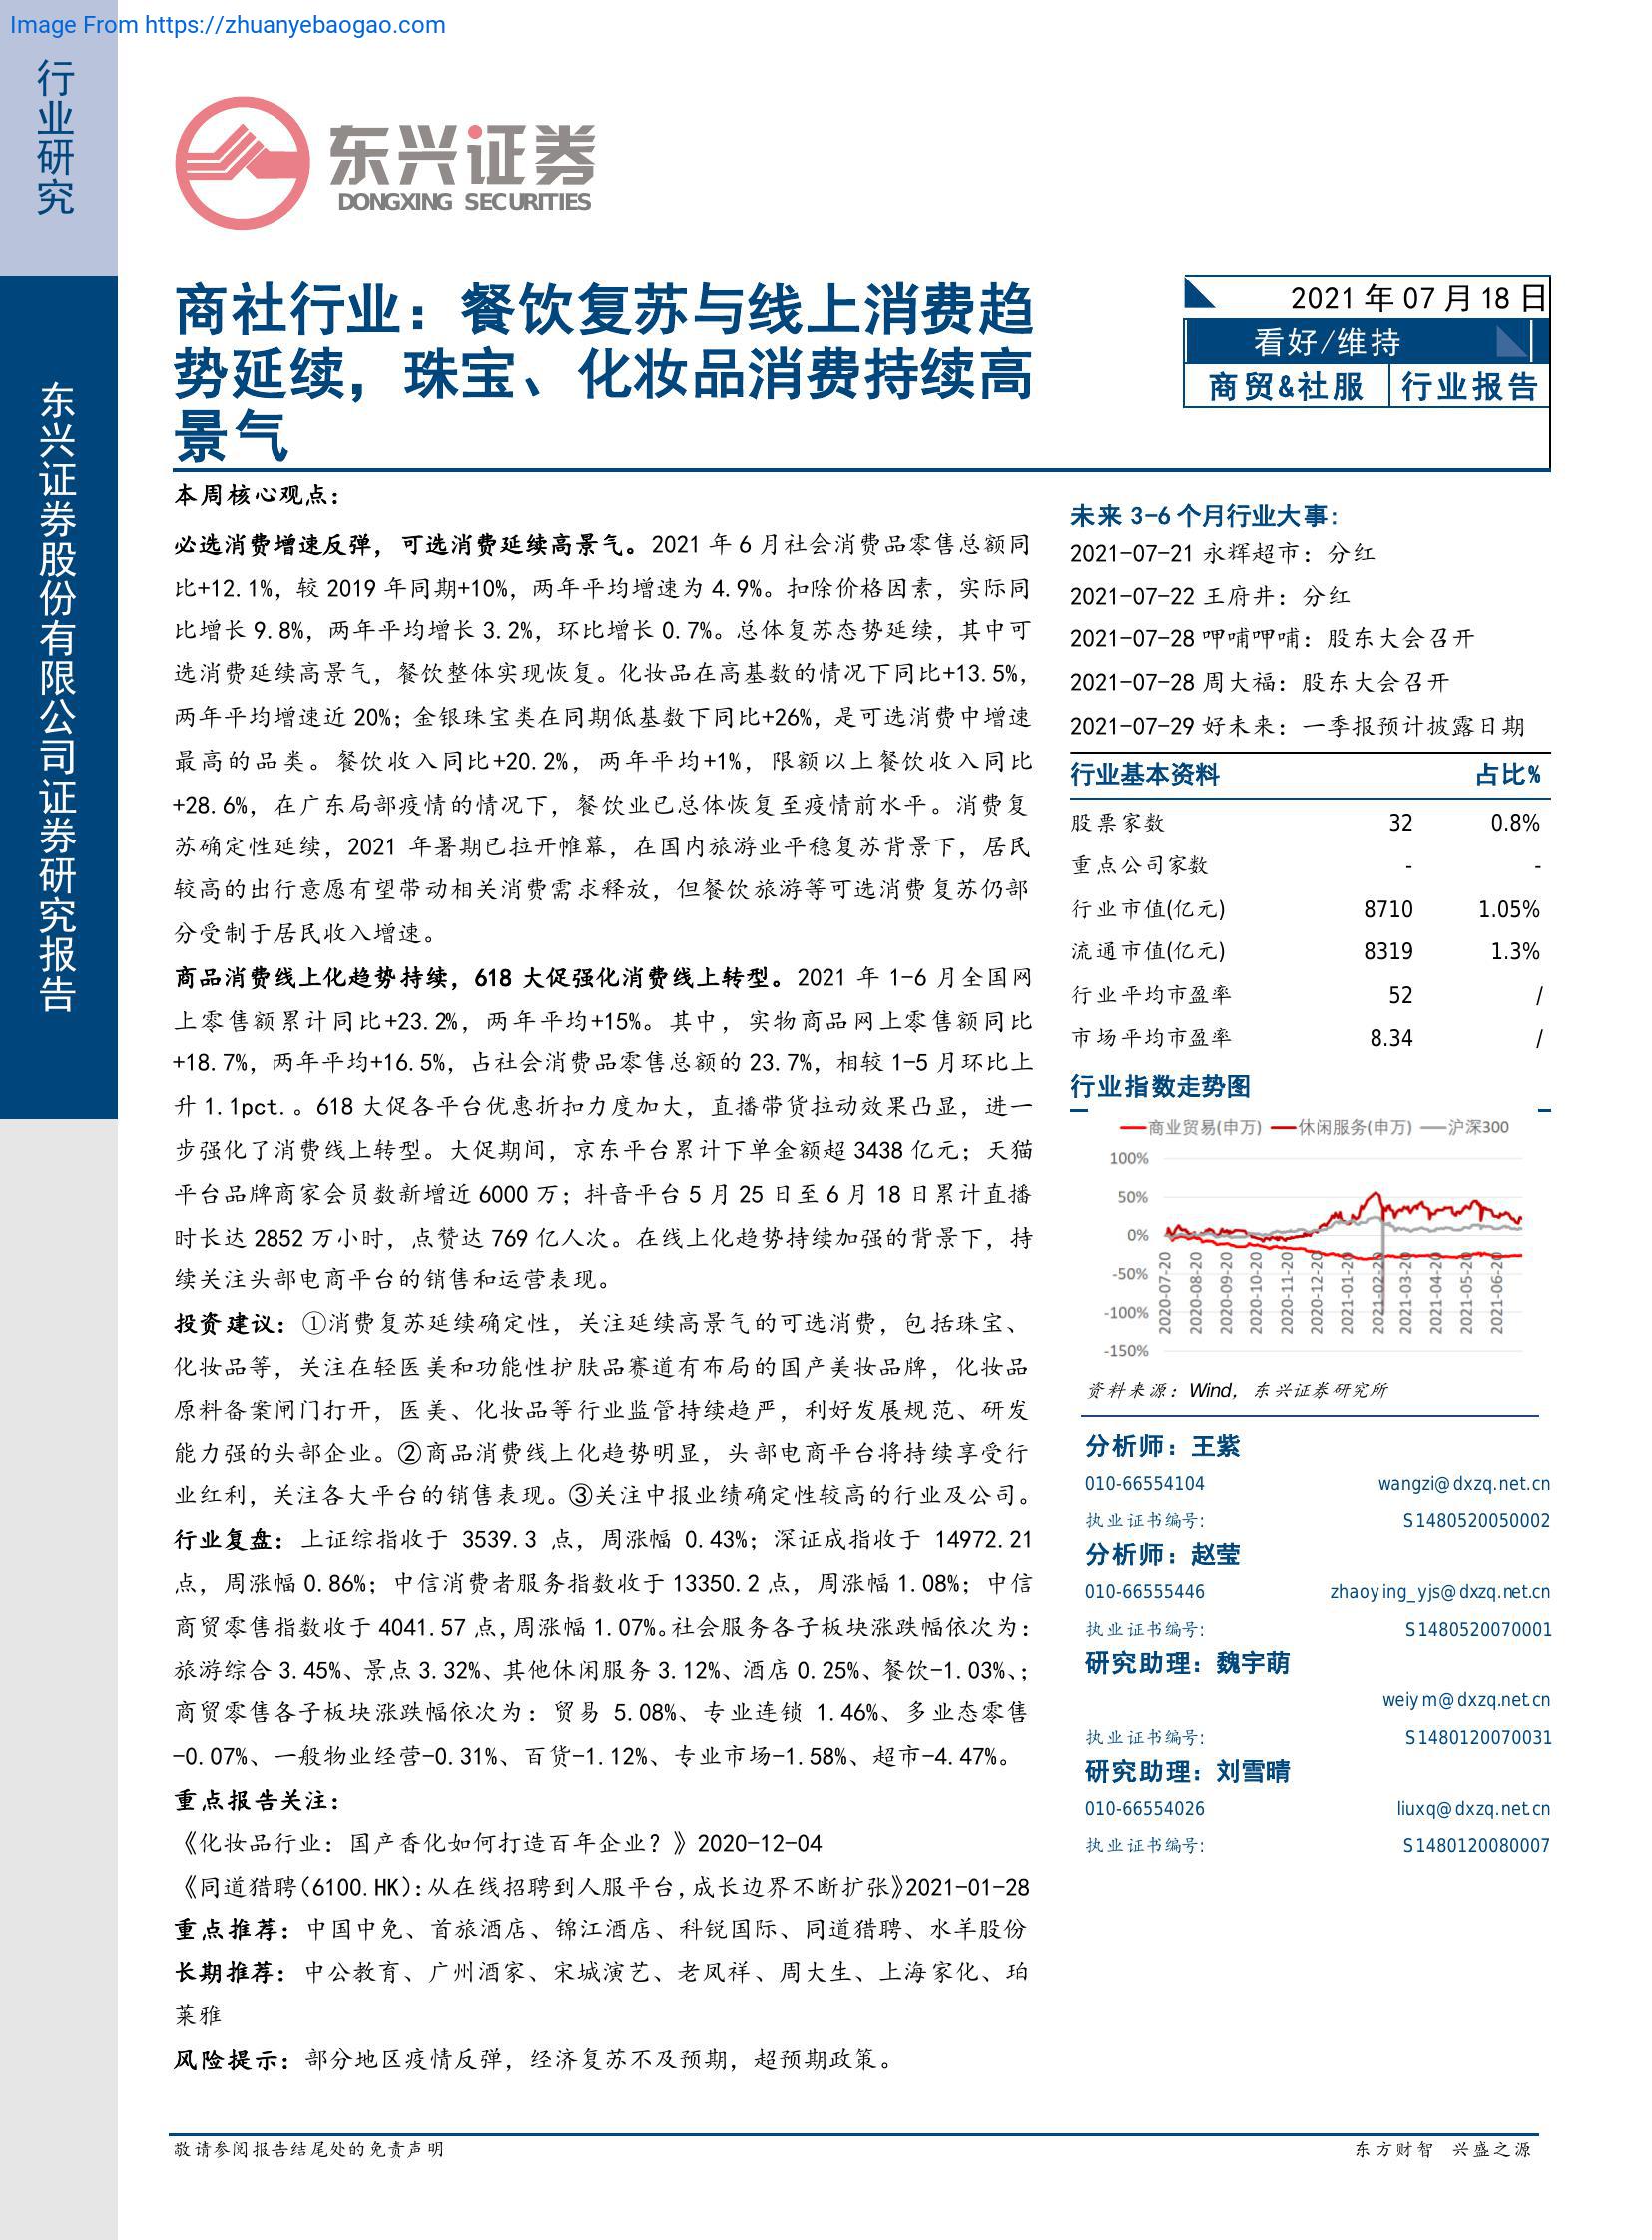 Image From https://zhuanyebaogao.com
行业研究
东兴证券股份有限公司证券研究报告
东兴证券
DONGXING SECURITIES
商社行业：餐饮复苏与线上消费趋
势延续，珠宝、化妆品消费持续高
景气
2021 年 07 月 18 日
看好/维持
商贸&社服 行业报告
本周核心观点：
必选消费增速反弹，可选消费延续高景气。2021 年 6 月社会消费品零售总额同
比+12.1%，较 2019 年同期+10%，两年平均增速为 4.9%。扣除价格因素，实际同
比增长 9.8%，两年平均增长 3.2%，环比增长 0.7%。总体复苏态势延续，其中可
选消费延续高景气，餐饮整体实现恢复。化妆品在高基数的情况下同比+13.5%，
两年平均增速近 20%；金银珠宝类在同期低基数下同比+26%，是可选消费中增速
最高的品类。餐饮收入同比+20.2%，两年平均+1%，限额以上餐饮收入同比
+28.6%，在广东局部疫情的情况下，餐饮业已总体恢复至疫情前水平。消费复
苏确定性延续，2021 年暑期已拉开帷幕，在国内旅游业平稳复苏背景下，居民
较高的出行意愿有望带动相关消费需求释放，但餐饮旅游等可选消费复苏仍部
分受制于居民收入增速。
商品消费线上化趋势持续，618 大促强化消费线上转型。2021 年 1-6 月全国网
上零售额累计同比+23.2%，两年平均+15%。其中，实物商品网上零售额同比
+18.7%，两年平均+16.5%，占社会消费品零售总额的 23.7%，相较 1-5 月环比上
升 1.1pct.。618 大促各平台优惠折扣力度加大，直播带货拉动效果凸显，进一
步强化了消费线上转型。大促期间，京东平台累计下单金额超 3438 亿元；天猫
平台品牌商家会员数新增近 6000 万；抖音平台 5 月 25 日至 6 月 18 日累计直播
时长达 2852 万小时，点赞达 769 亿人次。在线上化趋势持续加强的背景下，持
续关注头部电商平台的销售和运营表现。
投资建议：①消费复苏延续确定性，关注延续高景气的可选消费，包括珠宝、
化妆品等，关注在轻医美和功能性护肤品赛道有布局的国产美妆品牌，化妆品
原料备案闸门打开，医美、化妆品等行业监管持续趋严，利好发展规范、研发
能力强的头部企业。②商品消费线上化趋势明显，头部电商平台将持续享受行
业红利，关注各大平台的销售表现。③关注中报业绩确定性较高的行业及公司。
行业复盘：上证综指收于 3539.3 点，周涨幅 0.43%；深证成指收于 14972.21
点，周涨幅 0.86%；中信消费者服务指数收于 13350.2 点，周涨幅 1.08%；中信
商贸零售指数收于 4041.57 点，周涨幅 1.07%。社会服务各子板块涨跌幅依次为：
旅游综合 3.45%、景点 3.32%、其他休闲服务 3.12%、酒店 0.25%、餐饮-1.03%、；
商贸零售各子板块涨跌幅依次为：贸易 5.08%、专业连锁 1.46%、多业态零售
-0.07%、一般物业经营-0.31%、百货-1.12%、专业市场-1.58%、超市-4.47%。
重点报告关注：
《化妆品行业：国产香化如何打造百年企业？》2020-12-04
《同道猎聘（6100.HK）：从在线招聘到人服平台，成长边界不断扩张》2021-01-28
重点推荐：中国中免、首旅酒店、锦江酒店、科锐国际、同道猎聘、水羊股份
长期推荐：中公教育、广州酒家、宋城演艺、老凤祥、周大生、上海家化、珀
莱雅
风险提示：部分地区疫情反弹，经济复苏不及预期，超预期政策。
未来 3-6 个月行业大事：
2021-07-21 永辉超市：分红
2021-07-22 王府井：分红
2021-07-28 呷哺呷哺：股东大会召开
2021-07-28 周大福：股东大会召开
2021-07-29 好未来：一季报预计披露日期
行业基本资料 占比%
股票家数 32 0.8%
重点公司家数 - -
行业市值(亿元) 8710 1.05%
流通市值(亿元) 8319 1.3%
行业平均市盈率 52 /
市场平均市盈率 8.34 /
行业指数走势图
商业贸易(申万) 休闲服务(申万) 沪深300
100%
50%
0%
-50%
-100%
-150%
2020-07-20 2020-08-20 2020-09-20 2020-10-20 2020-11-20 2020-12-20 2021-01-20 2021-02-20 2021-03-20 2021-04-20 2021-05-20 2021-06-20
资料来源：Wind，东兴证券研究所
分析师：王紫
010-66554104 wangzi@dxzq.net.cn
执业证书编号: S1480520050002
分析师：赵莹
010-66555446 zhaoying_yjs@dxzq.net.cn
执业证书编号: S1480520070001
研究助理：魏宇萌
weiym@dxzq.net.cn
执业证书编号: S1480120070031
研究助理：刘雪晴
010-66554026 liuxq@dxzq.net.cn
执业证书编号: S1480120080007
敬请参阅报告结尾处的免责声明
东方财智 兴盛之源